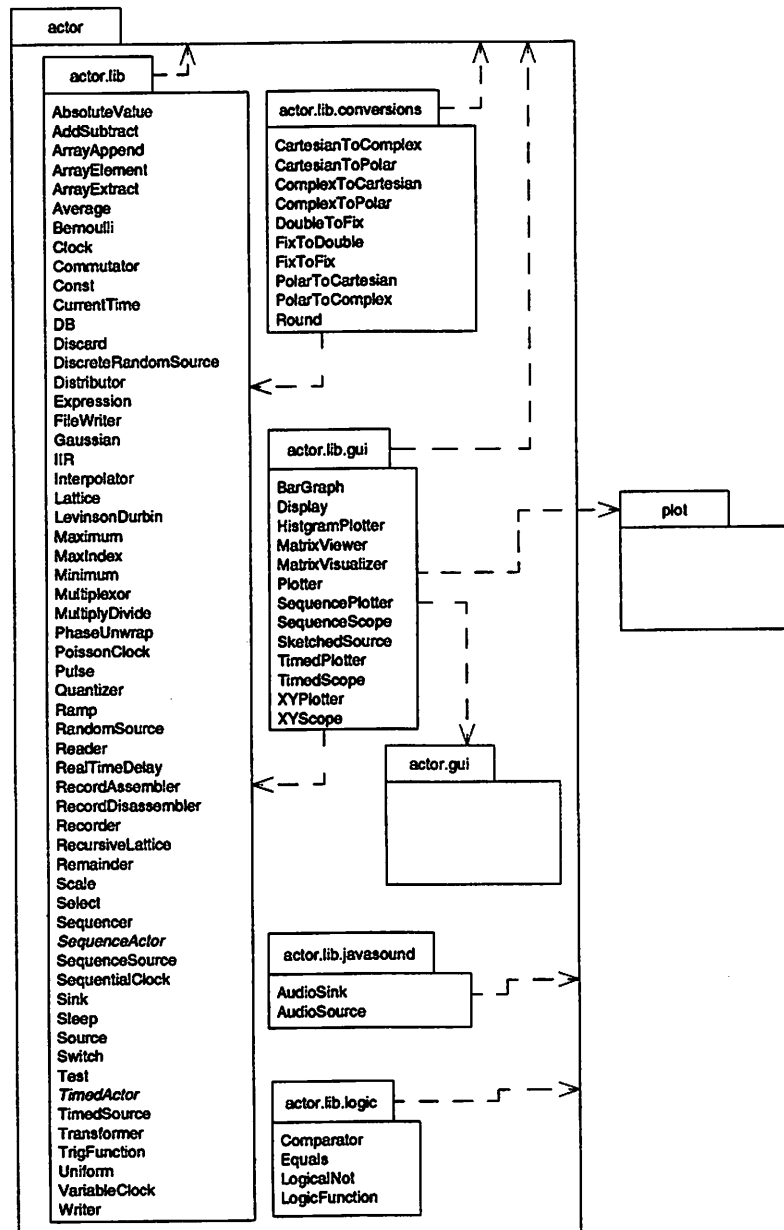 actor
actor.lib
AbsoluteValue
AddSubtract
ArrayAppend
ArrayElement
ArrayExtract
Average
Bernoulli
Clock
Commutator
Const
CurrentTime
DB
Discard
DiscreteRandomSource
Distributor
Expression
FileWriter
Gaussian
IIR
Interpolator
Lattice
LevinsonDurbin
Maximum
MaxIndex
Minimum
Multiplexor
MultiplyDivide
PhaseUnwrap
PoissonClock
Pulse
Quantizer
Ramp
RandomSource
Reader
RealTimeDelay
RecordAssembler
RecordDisassembler
Recorder
RecursiveLattice
Remainder
Scale
Select
Sequencer
SequenceActor
SequenceSource
SequentialClock
Sink
Sleep
Source
Switch
Test
TimedActor
TimedSource
Transformer
TrigFunction
Uniform
VariableClock
Writer
actor.lib.conversions
CartesianToComplex
CartesianToPolar
ComplexToCartesian
ComplexToPolar
DoubleToFix
FixToDouble
FixToFix
PolarToCartesian
PolarToComplex
Round
actor.lib.gui
BarGraph
Display
HistgramPlotter
MatrixViewer
MatrixVisualizer
Plotter
SequencePlotter
SequenceScope
SketchedSource
TimedPlotter
TimedScope
XYPlotter
XYScope
plot
actor.gui
actor.lib.javasound
AudioSink
AudioSource
actor.lib.logic
Comparator
Equals
LogicalNot
LogicFunction